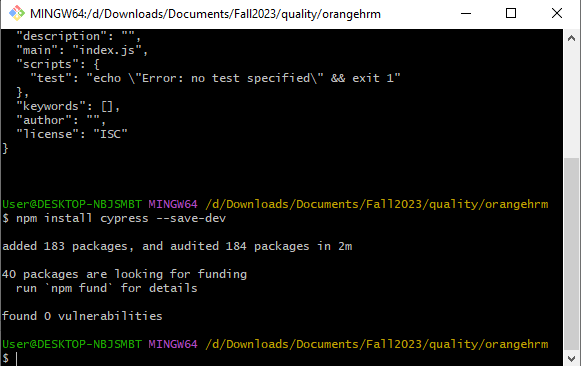 MINGW64:/d/Downloads/Documents/Fall2023/quality/orangehrm
  "description": "",
  "main": "index.js",
  "scripts": {
    "test": "echo \"Error: no test specified\" && exit 1"
  },
  "keywords": [],
  "author": "",
  "license": "ISC"
}
User@DESKTOP-NBJSMBT MINGW64 /d/Downloads/Documents/Fall2023/quality/orangehrm
$ npm install cypress --save-dev
added 183 packages, and audited 184 packages in 2m
40 packages are looking for funding
  run `npm fund` for details
found 0 vulnerabilities
User@DESKTOP-NBJSMBT MINGW64 /d/Downloads/Documents/Fall2023/quality/orangehrm
$